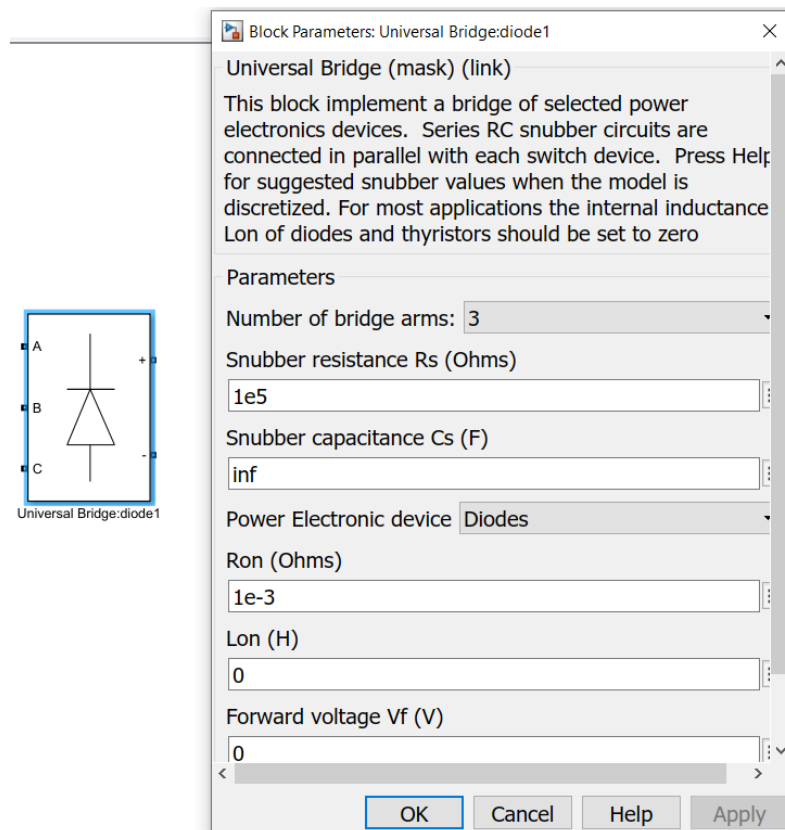 Block Parameters: Universal Bridge:diode1
Universal Bridge (mask) (link)
This block implement a bridge of selected power
electronics devices.  Series RC snubber circuits are
connected in parallel with each switch device.  Press Help
for suggested snubber values when the model is
discretized. For most applications the internal inductance
Lon of diodes and thyristors should be set to zero
Parameters
Number of bridge arms: 3
Snubber resistance Rs (Ohms)
1e5
Snubber capacitance Cs (F)
inf
Power Electronic device Diodes
Ron (Ohms)
1e-3
Lon (H)
0
Forward voltage Vf (V)
0
OK Cancel Help Apply
A
+
B
-
C
Universal Bridge:diode1